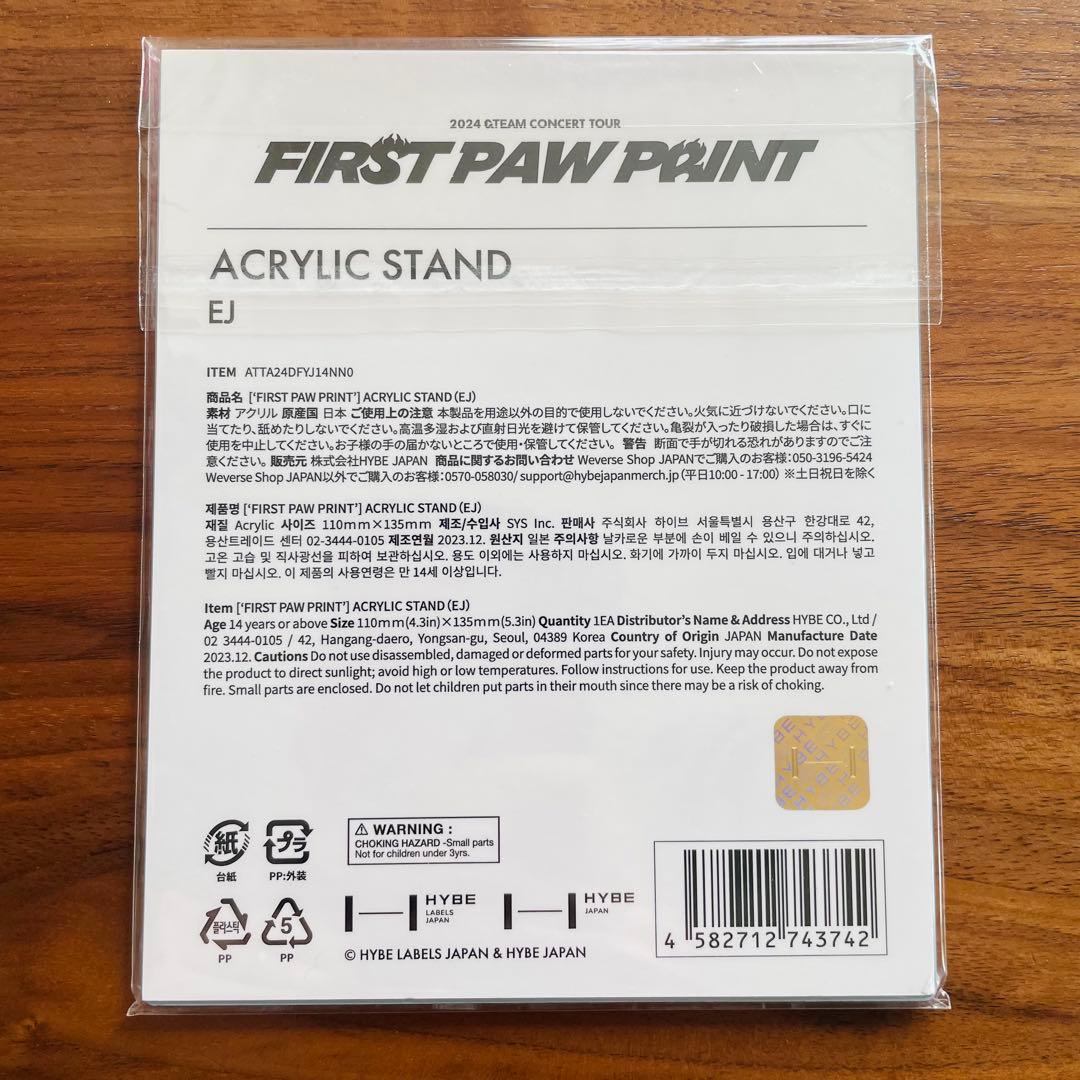 2024 &TEAM CONCERT TOUR
FIRST PAW PRINT
ACRYLIC STAND
EJ
ITEM ATTA24DFYJ14NN0
商品名 [‘FIRST PAW PRINT’] ACRYLIC STAND (EJ)
素材 アクリル 原産国 日本 ご使用上の注意 本製品を用途以外の目的で使用しないでください。火気に近づけないでください。口に
当てたり、舐めたりしないでください。高温多湿および直射日光を避けて保管してください。亀裂が入ったり破損した場合は、すぐに
使用を中止してください。お子様の手の届かないところで使用・保管してください。 警告 断面で手が切れる恐れがありますのでご注
意ください。 販売元 株式会社HYBE JAPAN 商品に関するお問い合わせ Weverse Shop JAPANでご購入のお客様：050-3196-5424
Weverse Shop JAPAN以外でご購入のお客様：0570-058030/ support@hybejapanmerch.jp (平日10:00 - 17:00) ※土日祝日を除く
제품명 [‘FIRST PAW PRINT’] ACRYLIC STAND (EJ)
재질 Acrylic 사이즈 110mm×135mm 제조/수입사 SYS Inc. 판매사 주식회사 하이브 서울특별시 용산구 한강대로 42,
용산트레이드 센터 02-3444-0105 제조연월 2023.12. 원산지 일본 주의사항 날카로운 부분에 손이 베일 수 있으니 주의하십시오.
고온 고습 및 직사광선을 피하여 보관하십시오. 용도 이외에는 사용하지 마십시오. 화기에 가까이 두지 마십시오. 입에 대거나 넣고
빨지 마십시오. 이 제품의 사용연령은 만 14세 이상입니다.
Item [‘FIRST PAW PRINT’] ACRYLIC STAND (EJ)
Age 14 years or above Size 110mm(4.3in)×135mm(5.3in) Quantity 1EA Distributor’s Name & Address HYBE CO., Ltd /
02 3444-0105 / 42, Hangang-daero, Yongsan-gu, Seoul, 04389 Korea Country of Origin JAPAN Manufacture Date
2023.12. Cautions Do not use disassembled, damaged or deformed parts for your safety. Injury may occur. Do not expose
the product to direct sunlight; avoid high or low temperatures. Follow instructions for use. Keep the product away from
fire. Small parts are enclosed. Do not let children put parts in their mouth since there may be a risk of choking.
HYBE HYBE HYBE
紙 プラ
台紙 PP:外装
⚠ WARNING :
CHOKING HAZARD -Small parts
Not for children under 3yrs.
플라스틱 5
PP PP
HYBE
LABELS
JAPAN
HYBE
JAPAN
© HYBE LABELS JAPAN & HYBE JAPAN
4 582712 743742